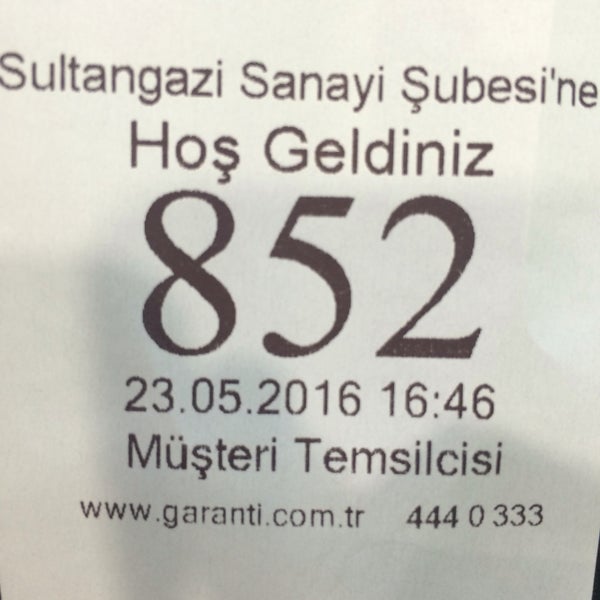 Sultangazi Sanayi Şubesi'ne
Hoş Geldiniz
852
23.05.2016 16:46
Müşteri Temsilcisi
www.garanti.com.tr 444 0 333